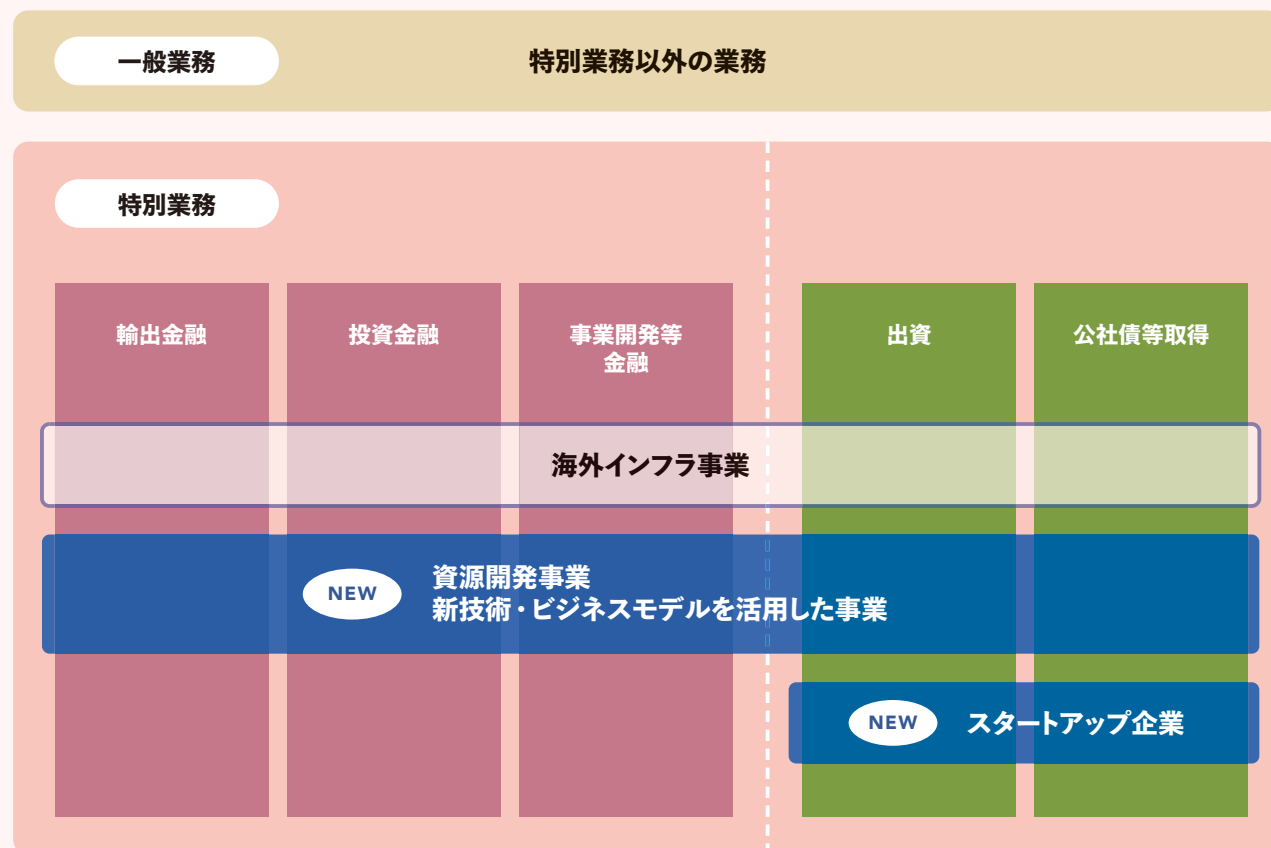 一般業務
特別業務以外の業務
特別業務
輸出金融
投資金融
事業開発等
金融
出資
公社債等取得
海外インフラ事業
NEW
資源開発事業
新技術・ビジネスモデルを活用した事業
NEW
スタートアップ企業